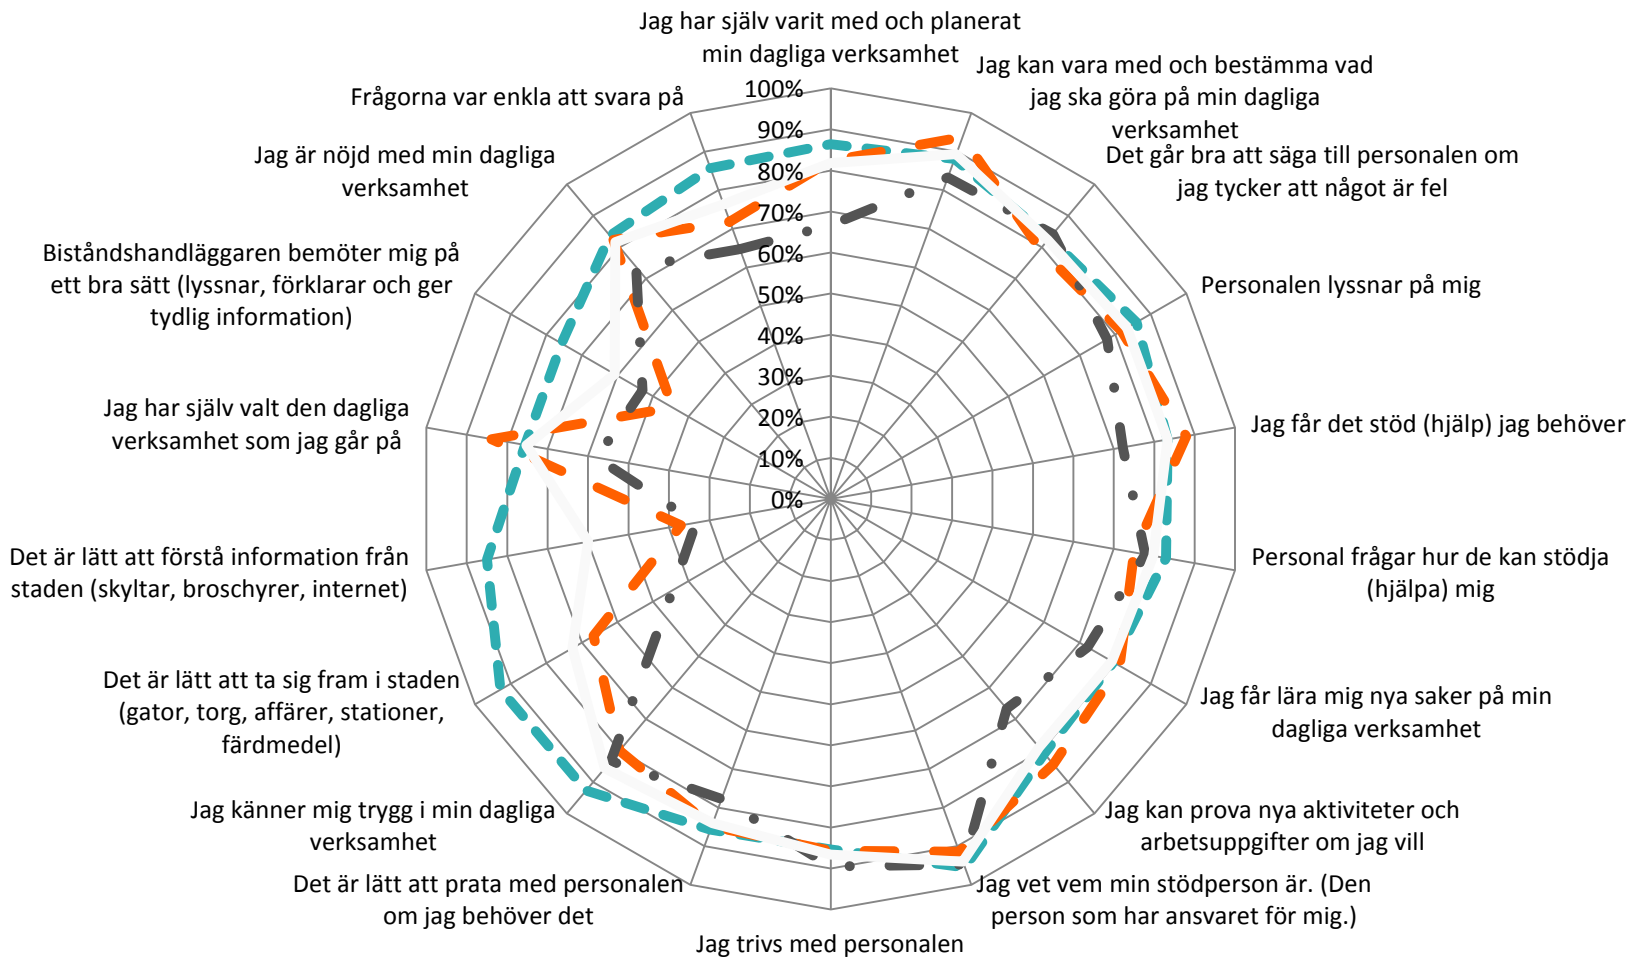 Jag har själv varit med och planerat
min dagliga verksamhet
Jag kan vara med och bestämma vad
jag ska göra på min dagliga
verksamhet
Det går bra att säga till personalen om
jag tycker att något är fel
Personalen lyssnar på mig
Jag får det stöd (hjälp) jag behöver
Personal frågar hur de kan stödja
(hjälpa) mig
Jag får lära mig nya saker på min
dagliga verksamhet
Jag kan prova nya aktiviteter och
arbetsuppgifter om jag vill
Jag vet vem min stödperson är. (Den
person som har ansvaret för mig.)
Jag trivs med personalen
Det är lätt att prata med personalen
om jag behöver det
Jag känner mig trygg i min dagliga
verksamhet
Det är lätt att ta sig fram i staden
(gator, torg, affärer, stationer,
färdmedel)
Det är lätt att förstå information från
staden (skyltar, broschyrer, internet)
Jag har själv valt den dagliga
verksamhet som jag går på
Biståndshandläggaren bemöter mig på
ett bra sätt (lyssnar, förklarar och ger
tydlig information)
Jag är nöjd med min dagliga
verksamhet
Frågorna var enkla att svara på
100%
90%
80%
70%
60%
50%
40%
30%
20%
10%
0%